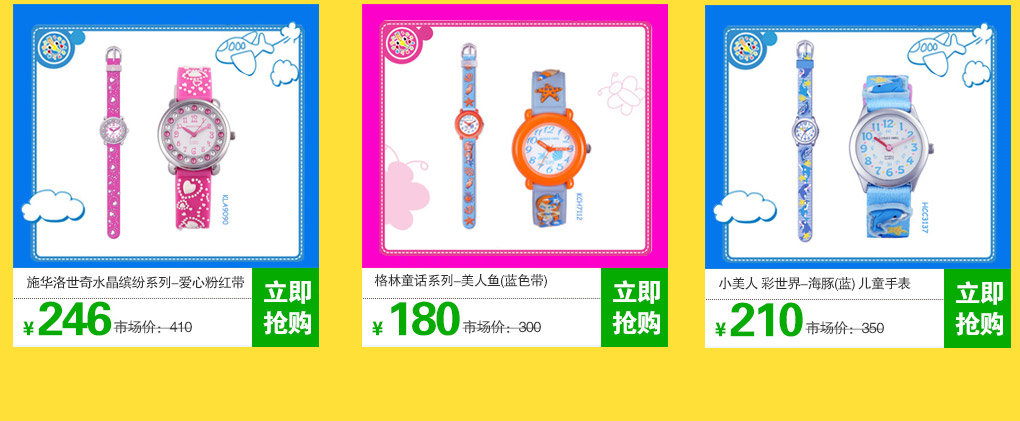 KLA9090
施华洛世奇水晶缤纷系列-爱心粉红带
¥246 市场价：410
立即
抢购
KCH7112
格林童话系列-美人鱼(蓝色带)
¥180 市场价：300
立即
抢购
HCC3137
小美人 彩世界-海豚(蓝) 儿童手表
¥210 市场价：350
立即
抢购